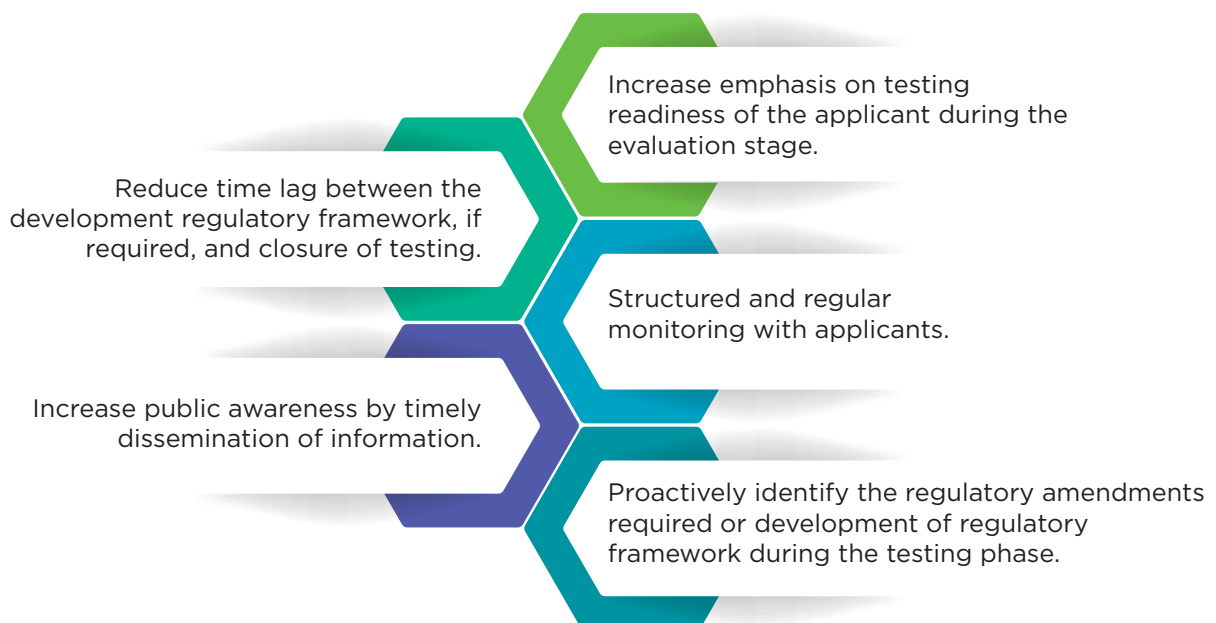 Increase emphasis on testing
readiness of the applicant during the
evaluation stage.
Reduce time lag between the
development regulatory framework, if
required, and closure of testing.
Structured and regular
monitoring with applicants.
Increase public awareness by timely
dissemination of information.
Proactively identify the regulatory amendments
required or development of regulatory
framework during the testing phase.